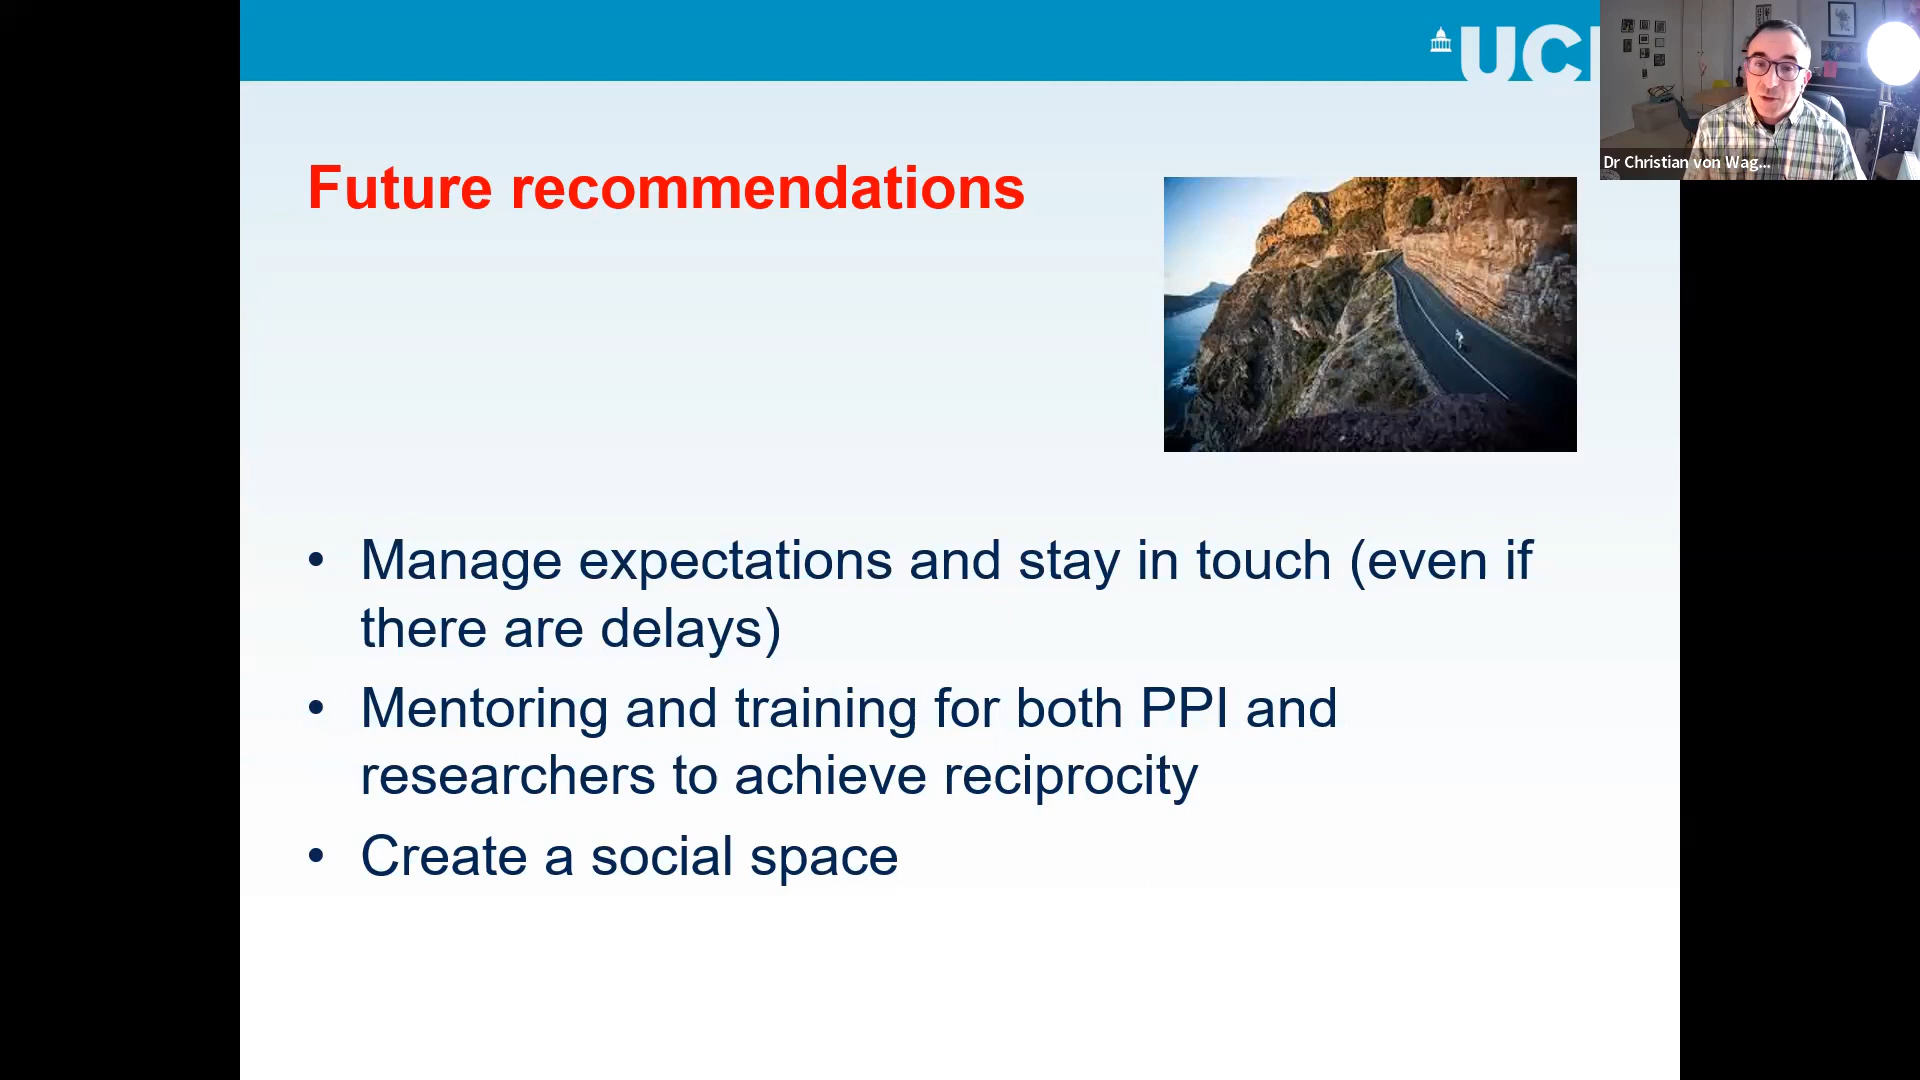 UCL
Dr Christian von Wag...
Future recommendations
• Manage expectations and stay in touch (even if
there are delays)
• Mentoring and training for both PPI and
researchers to achieve reciprocity
• Create a social space